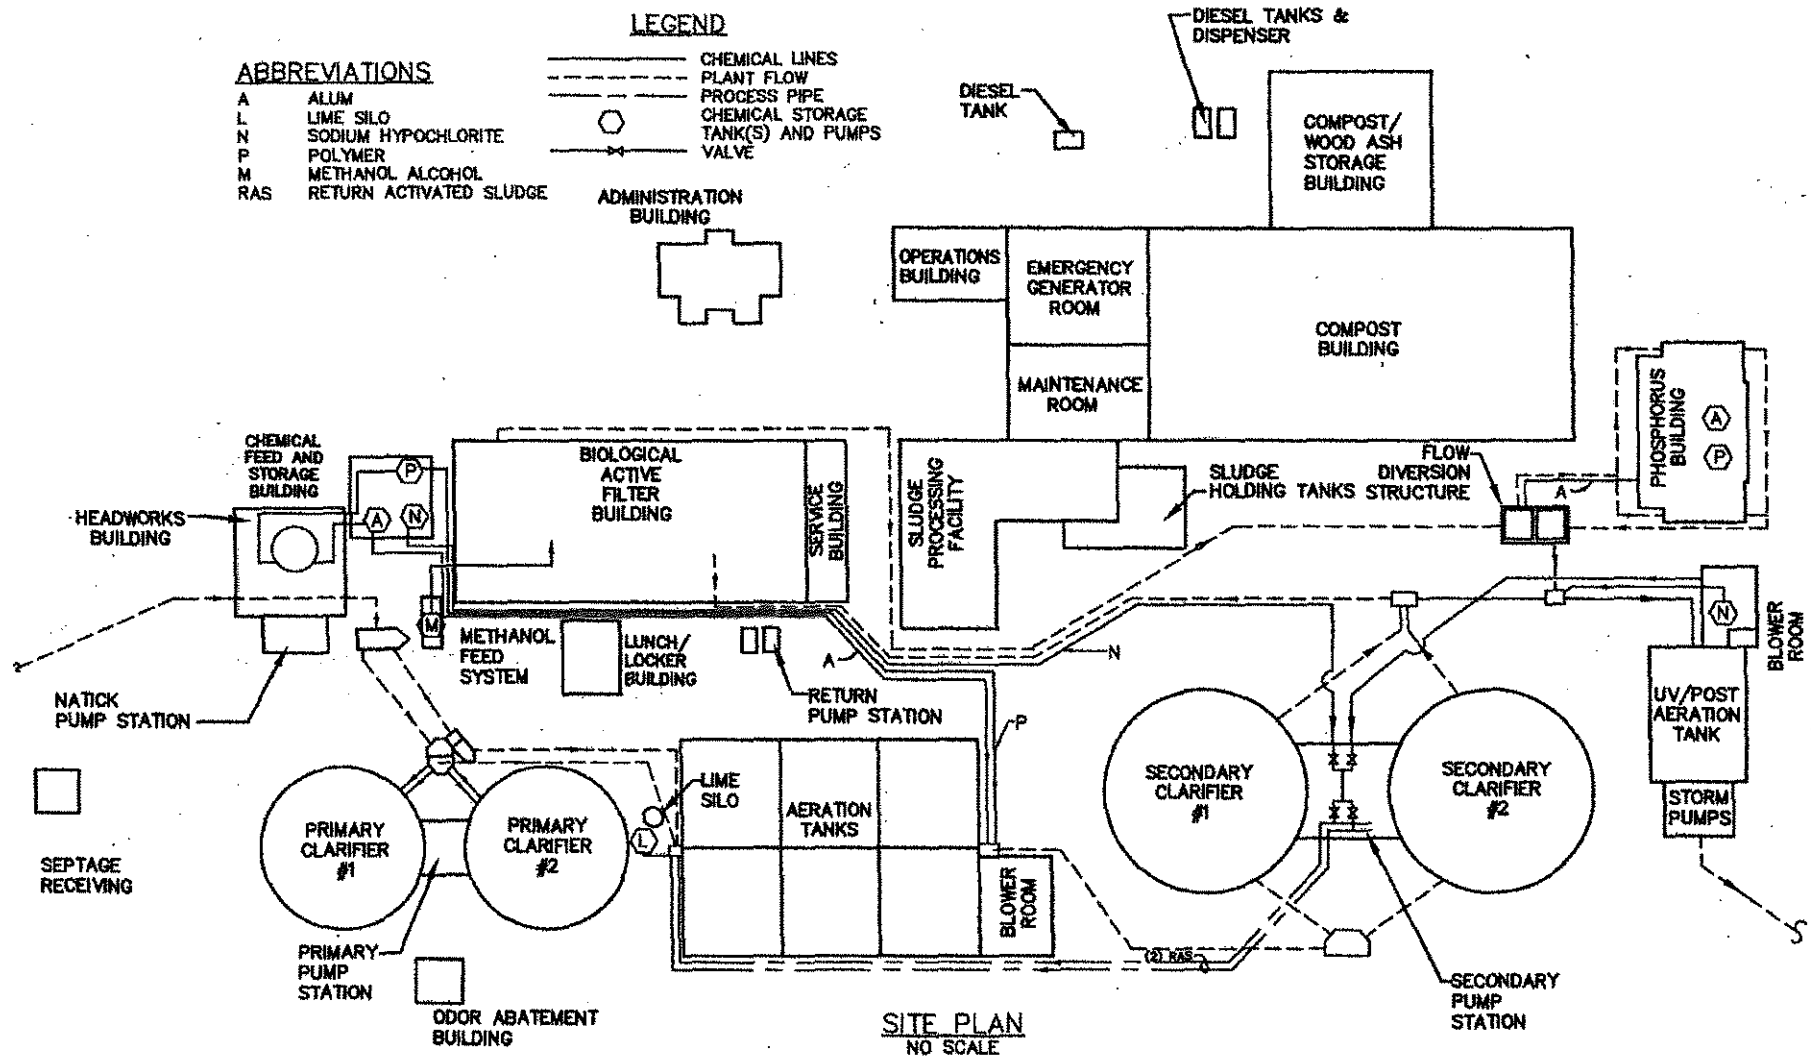 LEGEND
CHEMICAL LINES
PLANT FLOW
PROCESS PIPE
CHEMICAL STORAGE
TANK(S) AND PUMPS
VALVE
ABBREVIATIONS
A ALUM
L LIME SILO
N SODIUM HYPOCHLORITE
P POLYMER
M METHANOL ALCOHOL
RAS RETURN ACTIVATED SLUDGE
DIESEL TANKS &
DISPENSER
DIESEL
TANK
COMPOST/
WOOD ASH
STORAGE
BUILDING
ADMINISTRATION
BUILDING
OPERATIONS
BUILDING
EMERGENCY
GENERATOR
ROOM
COMPOST
BUILDING
MAINTENANCE
ROOM
PHOSPHORUS
BUILDING
A
P
CHEMICAL
FEED AND
STORAGE
BUILDING
P
A
N
HEADWORKS
BUILDING
BIOLOGICAL
ACTIVE
FILTER
BUILDING
SERVICE
BUILDING
SLUDGE
PROCESSING
FACILITY
SLUDGE
HOLDING TANKS
FLOW
DIVERSION
STRUCTURE
A
M
METHANOL
FEED
SYSTEM
LUNCH/
LOCKER
BUILDING
A
N
RETURN
PUMP STATION
P
N
BLOWER
ROOM
NATICK
PUMP STATION
UV/POST
AERATION
TANK
STORM
PUMPS
SEPTAGE
RECEIVING
PRIMARY
CLARIFIER
#1
PRIMARY
CLARIFIER
#2
L
LIME
SILO
AERATION
TANKS
BLOWER
ROOM
SECONDARY
CLARIFIER
#1
SECONDARY
CLARIFIER
#2
PRIMARY
PUMP
STATION
ODOR ABATEMENT
BUILDING
(2) RAS
SECONDARY
PUMP
STATION
SITE PLAN
NO SCALE